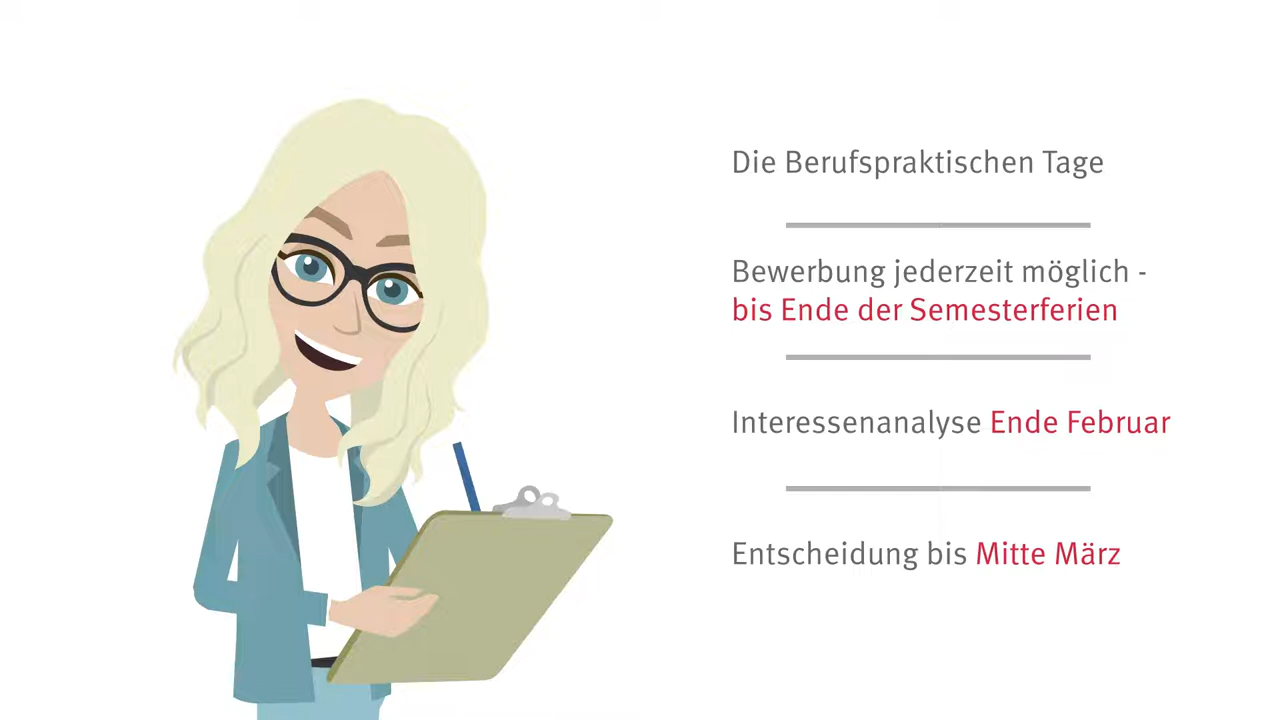 Die Berufspraktischen Tage
Bewerbung jederzeit möglich -
bis Ende der Semesterferien
Interessenanalyse Ende Februar
Entscheidung bis Mitte März